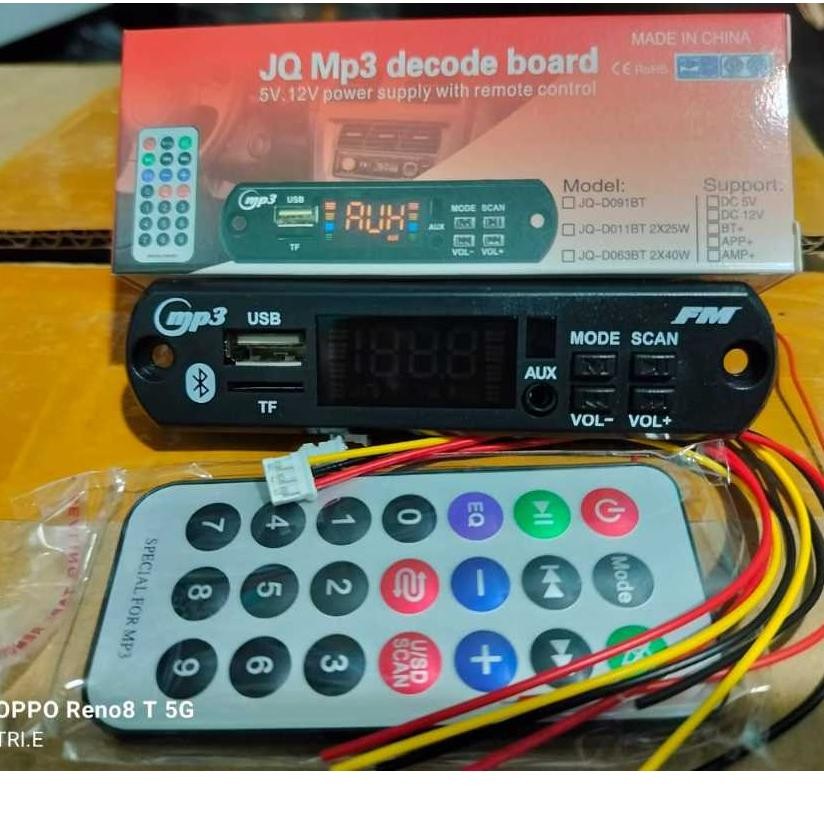 MADE IN CHINA
JQ Mp3 decode board
CE RoHS
5V.12V power supply with remote control
Model:
Support:
JQ-D091BT
JQ-D011BT 2X25W
JQ-D063BT 2X40W
DC 5V
DC 12V
BT+
APP+
AMP+
mp3
USB
TF
AUX
AUX
MODE SCAN
VOL- VOL+
mp3
USB
TF
FM
AUX
MODE SCAN
VOL- VOL+
7 4 1 0 EQ
8 5 2 Mode
9 6 3 U/SD SCAN
SPECIAL FOR MP3
OPPO Reno8 T 5G
TRI.E